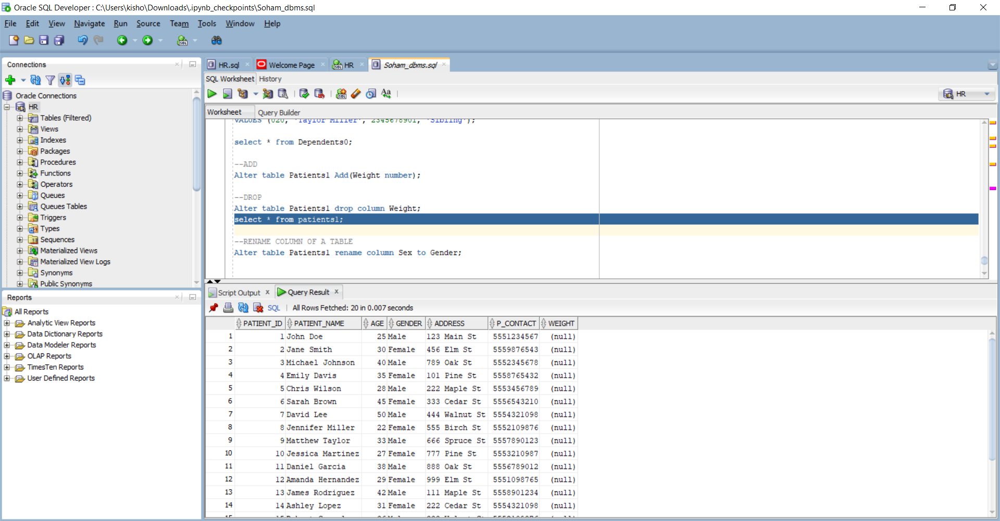 Oracle SQL Developer : C:\Users\kisho\Downloads\.ipynb_checkpoints\Soham_dbms.sql
File Edit View Navigate Run Source Team Tools Window Help
Connections
Oracle Connections
HR
Tables (Filtered)
Views
Indexes
Packages
Procedures
Functions
Operators
Queues
Queues Tables
Triggers
Types
Sequences
Materialized Views
Materialized View Logs
Synonyms
Public Synonyms
Reports
All Reports
Analytic View Reports
Data Dictionary Reports
Data Modeler Reports
OLAP Reports
TimesTen Reports
User Defined Reports
HR.sql Welcome Page HR Soham_dbms.sql
SQL Worksheet History
HR
Worksheet Query Builder
VALUES (020, 'Taylor Miller', 2345678901, 'Sibling');
select * from Dependents0;
--ADD
Alter table Patients1 Add(Weight number);
--DROP
Alter table Patients1 drop column Weight;
select * from patients1;
--RENAME COLUMN OF A TABLE
Alter table Patients1 rename column Sex to Gender;
Script Output x Query Result x
SQL All Rows Fetched: 20 in 0.007 seconds
PATIENT_ID PATIENT_NAME AGE GENDER ADDRESS P_CONTACT WEIGHT
1 1 John Doe 25 Male 123 Main St 5551234567 (null)
2 2 Jane Smith 30 Female 456 Elm St 5559876543 (null)
3 3 Michael Johnson 40 Male 789 Oak St 5552345678 (null)
4 4 Emily Davis 35 Female 101 Pine St 5558765432 (null)
5 5 Chris Wilson 28 Male 222 Maple St 5553456789 (null)
6 6 Sarah Brown 45 Female 333 Cedar St 5556543210 (null)
7 7 David Lee 50 Male 444 Walnut St 5554321098 (null)
8 8 Jennifer Miller 22 Female 555 Birch St 5552109876 (null)
9 9 Matthew Taylor 33 Male 666 Spruce St 5557890123 (null)
10 10 Jessica Martinez 27 Female 777 Pine St 5553210987 (null)
11 11 Daniel Garcia 38 Male 888 Oak St 5556789012 (null)
12 12 Amanda Hernandez 29 Female 999 Elm St 5551098765 (null)
13 13 James Rodriguez 42 Male 111 Maple St 5558901234 (null)
14 14 Ashley Lopez 31 Female 222 Cedar St 5554321098 (null)